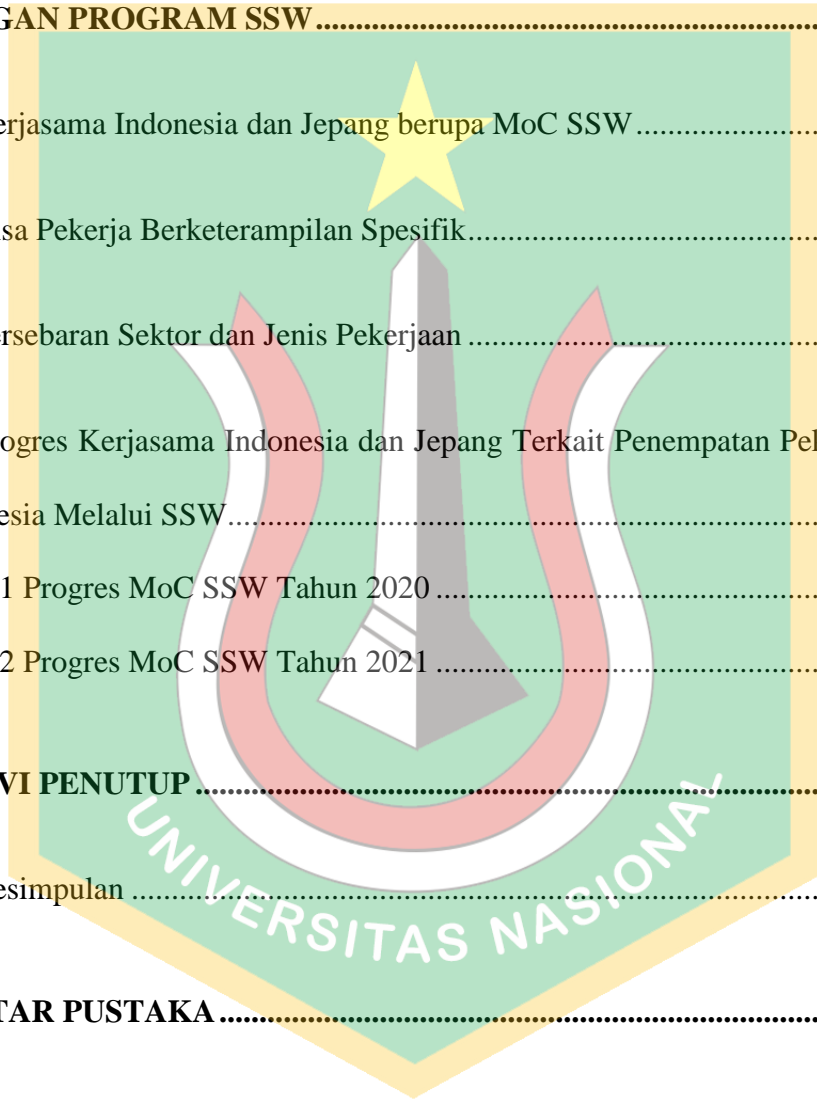 GAN PROGRAM SSW
erjasama Indonesia dan Jepang berupa MoC SSW
sa Pekerja Berketerampilan Spesifik
ersebaran Sektor dan Jenis Pekerjaan
ogres Kerjasama Indonesia dan Jepang Terkait Penempatan Pek
esia Melalui SSW
1 Progres MoC SSW Tahun 2020
2 Progres MoC SSW Tahun 2021
VI PENUTUP
esimpulan
UNIVERSITAS NASIONAL
TAR PUSTAKA